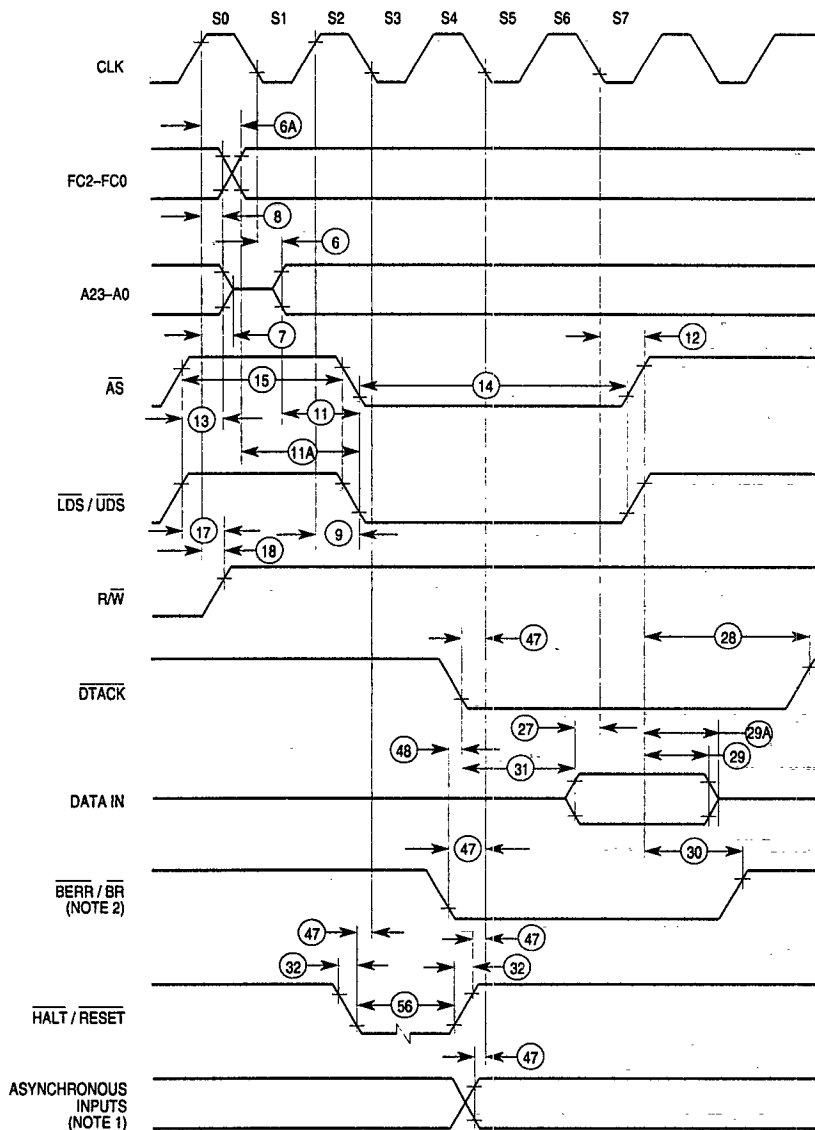 S0 S1 S2 S3 S4 S5 S6 S7
CLK
6A
FC2–FC0
8
6
A23–A0
7
12
AS
15
14
13
11
11A
LDS / UDS
17
9
18
R/W
28
47
DTACK
27
29A
48
29
31
DATA IN
47
30
BERR / BR
(NOTE 2)
47
47
32
32
56
HALT / RESET
47
ASYNCHRONOUS
INPUTS
(NOTE 1)